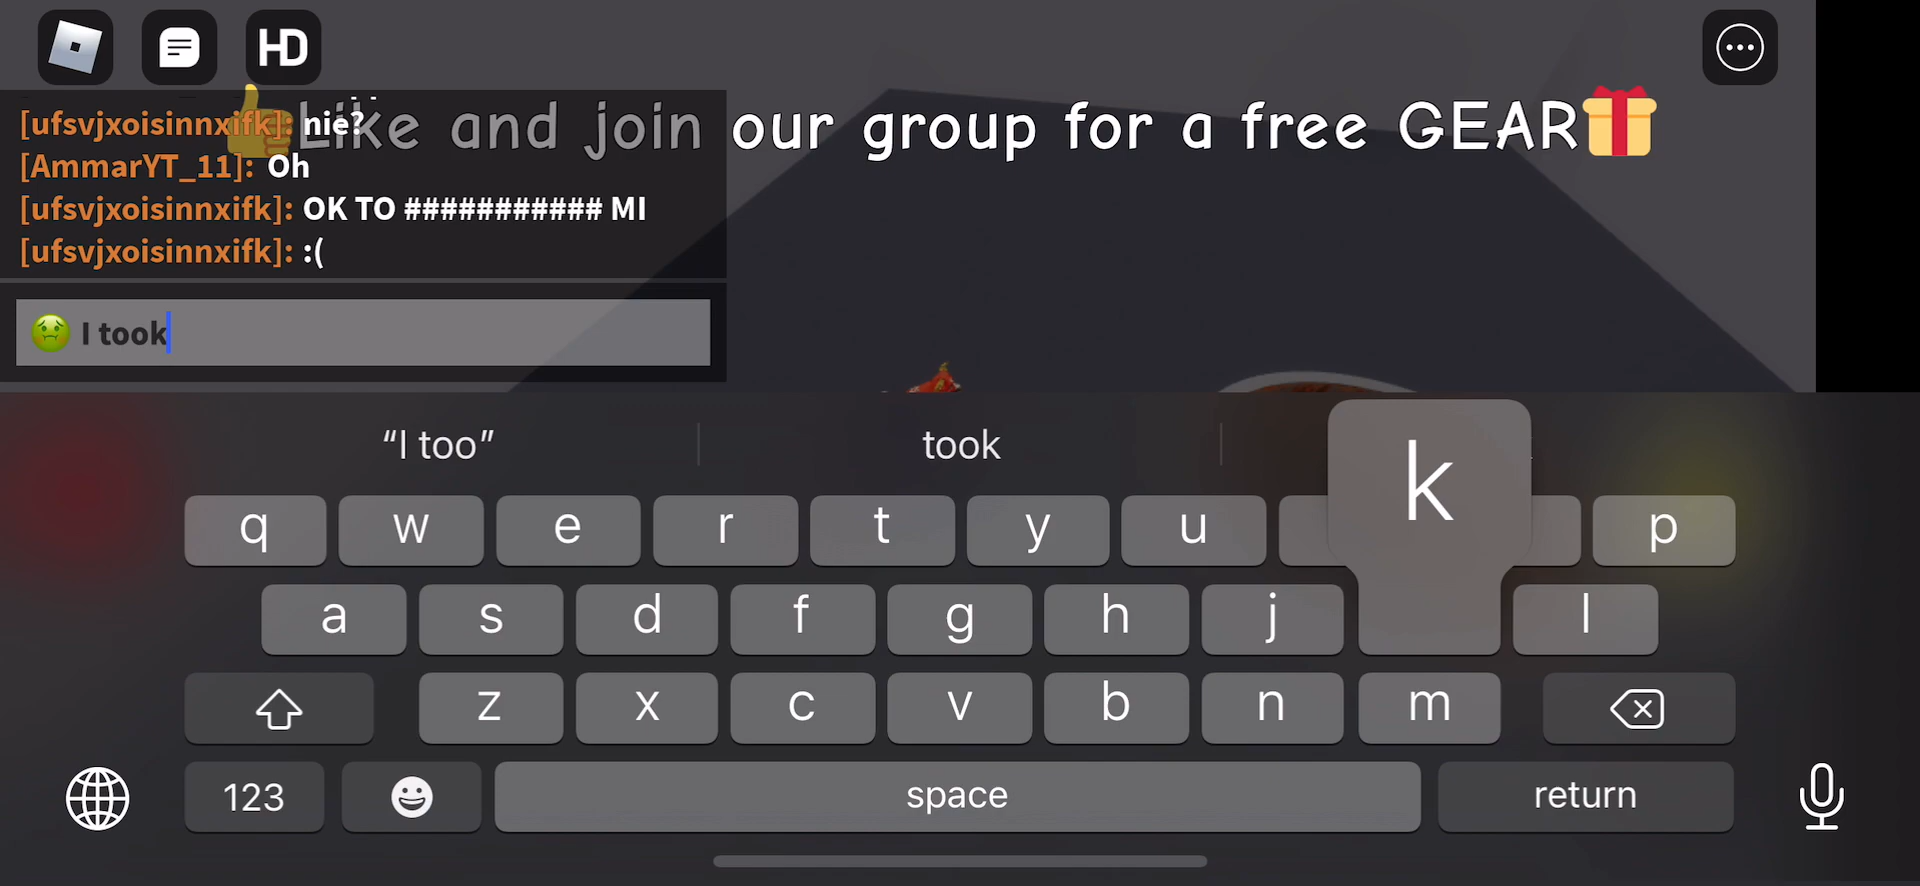 HD
👍Like and join our group for a free GEAR🎁
[ufsvjxoisinnxifk]: nie?
[AmmarYT_11]: Oh
[ufsvjxoisinnxifk]: OK TO ########### MI
[ufsvjxoisinnxifk]: :(
🤢 I took
“I too” took
k
q w e r t y u p
a s d f g h j l
z x c v b n m
123 space return